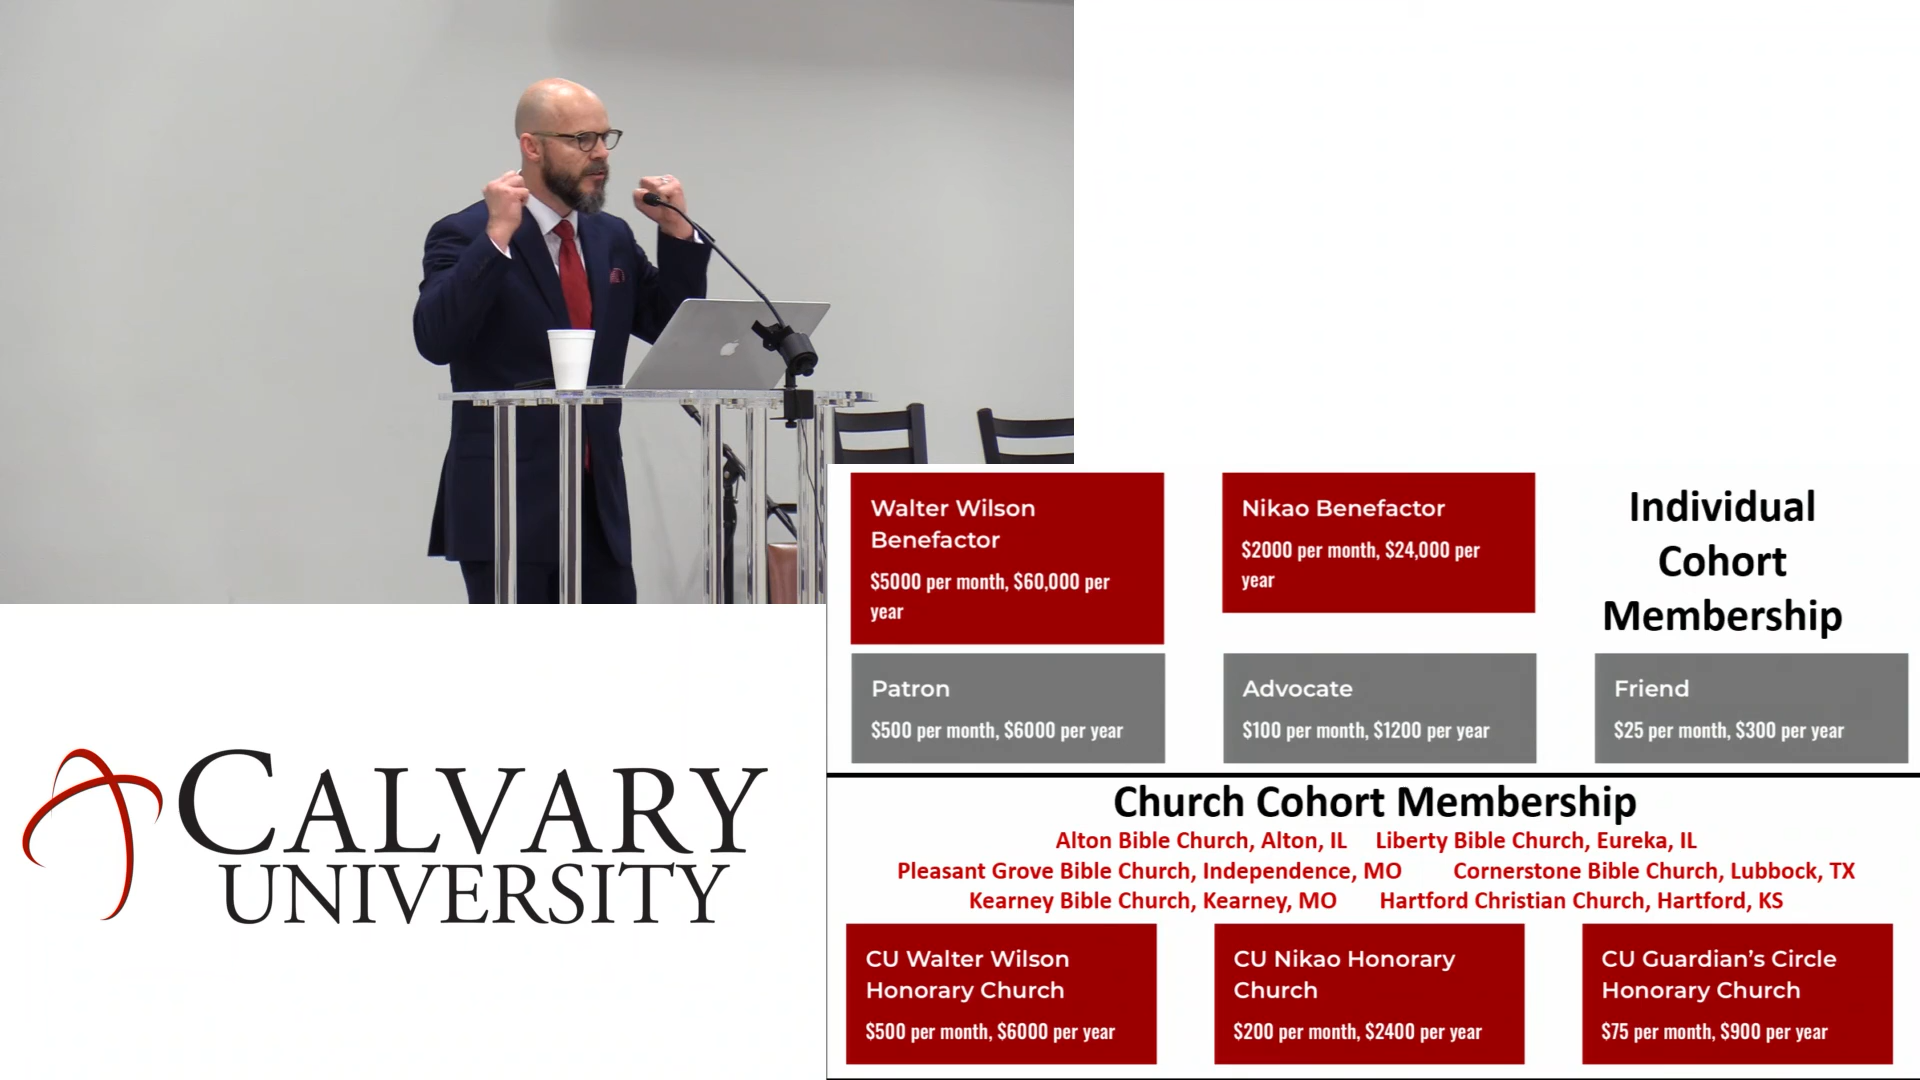 Walter Wilson
Benefactor
$5000 per month, $60,000 per
year
Nikao Benefactor
$2000 per month, $24,000 per
year
Individual
Cohort
Membership
Patron
$500 per month, $6000 per year
Advocate
$100 per month, $1200 per year
Friend
$25 per month, $300 per year
CALVARY
UNIVERSITY
Church Cohort Membership
Alton Bible Church, Alton, IL Liberty Bible Church, Eureka, IL
Pleasant Grove Bible Church, Independence, MO Cornerstone Bible Church, Lubbock, TX
Kearney Bible Church, Kearney, MO Hartford Christian Church, Hartford, KS
CU Walter Wilson
Honorary Church
$500 per month, $6000 per year
CU Nikao Honorary
Church
$200 per month, $2400 per year
CU Guardian’s Circle
Honorary Church
$75 per month, $900 per year